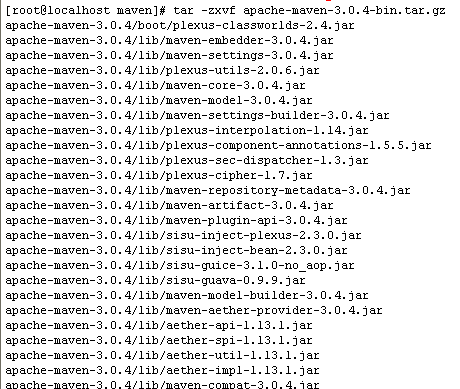 [root@localhost maven]# tar -zxvf apache-maven-3.0.4-bin.tar.gz
apache-maven-3.0.4/boot/plexus-classworlds-2.4.jar
apache-maven-3.0.4/lib/maven-embedder-3.0.4.jar
apache-maven-3.0.4/lib/maven-settings-3.0.4.jar
apache-maven-3.0.4/lib/plexus-utils-2.0.6.jar
apache-maven-3.0.4/lib/maven-core-3.0.4.jar
apache-maven-3.0.4/lib/maven-model-3.0.4.jar
apache-maven-3.0.4/lib/maven-settings-builder-3.0.4.jar
apache-maven-3.0.4/lib/plexus-interpolation-1.14.jar
apache-maven-3.0.4/lib/plexus-component-annotations-1.5.5.jar
apache-maven-3.0.4/lib/plexus-sec-dispatcher-1.3.jar
apache-maven-3.0.4/lib/plexus-cipher-1.7.jar
apache-maven-3.0.4/lib/maven-repository-metadata-3.0.4.jar
apache-maven-3.0.4/lib/maven-artifact-3.0.4.jar
apache-maven-3.0.4/lib/maven-plugin-api-3.0.4.jar
apache-maven-3.0.4/lib/sisu-inject-plexus-2.3.0.jar
apache-maven-3.0.4/lib/sisu-inject-bean-2.3.0.jar
apache-maven-3.0.4/lib/sisu-guice-3.1.0-no_aop.jar
apache-maven-3.0.4/lib/sisu-guava-0.9.9.jar
apache-maven-3.0.4/lib/maven-model-builder-3.0.4.jar
apache-maven-3.0.4/lib/maven-aether-provider-3.0.4.jar
apache-maven-3.0.4/lib/aether-api-1.13.1.jar
apache-maven-3.0.4/lib/aether-spi-1.13.1.jar
apache-maven-3.0.4/lib/aether-util-1.13.1.jar
apache-maven-3.0.4/lib/aether-impl-1.13.1.jar
apache-maven-3.0.4/lib/maven-compat-3.0.4.jar